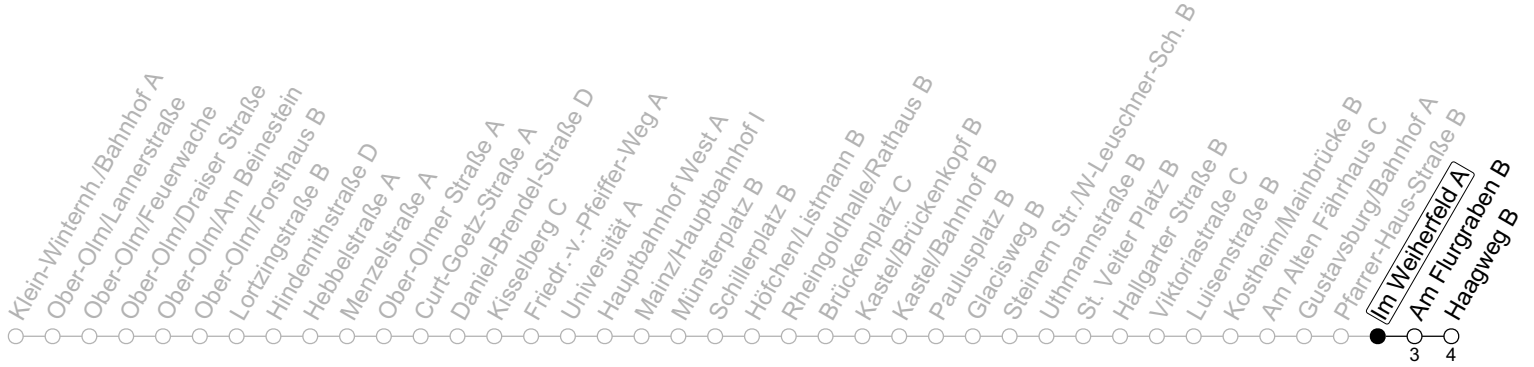 Klein-Winternh./Bahnhof A
Ober-Olm/Lannerstraße
Ober-Olm/Feuerwache
Ober-Olm/Draiser Straße
Ober-Olm/Am Beinestein
Ober-Olm/Forsthaus B
Lortzingstraße B
Hindemithstraße D
Hebbelstraße A
Menzelstraße A
Ober-Olmer Straße A
Curt-Goetz-Straße A
Daniel-Brendel-Straße D
Kisselberg C
Friedr.-v.-Pfeiffer-Weg A
Universität A
Hauptbahnhof West A
Mainz/Hauptbahnhof I
Münsterplatz B
Schillerplatz B
Höfchen/Listmann B
Rheingoldhalle/Rathaus B
Brückenplatz C
Kastel/Brückenkopf B
Kastel/Bahnhof B
Paulusplatz B
Glacisweg B
Steinern Str./W-Leuschner-Sch. B
Uthmannstraße B
St. Veiter Platz B
Hallgarter Straße B
Viktoriastraße C
Luisenstraße B
Kostheim/Mainbrücke B
Am Alten Fährhaus C
Gustavsburg/Bahnhof A
Pfarrer-Haus-Straße B
Im Weiherfeld A
Am Flurgraben B
Haagweg B
3 4